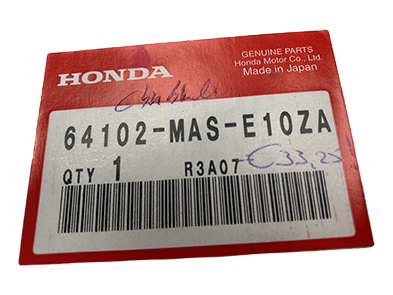 HONDA
GENUINE PARTS
Honda Motor Co., Ltd.
Made in Japan
64102-MAS-E10ZA
QTY 1 R3A07 €33,25